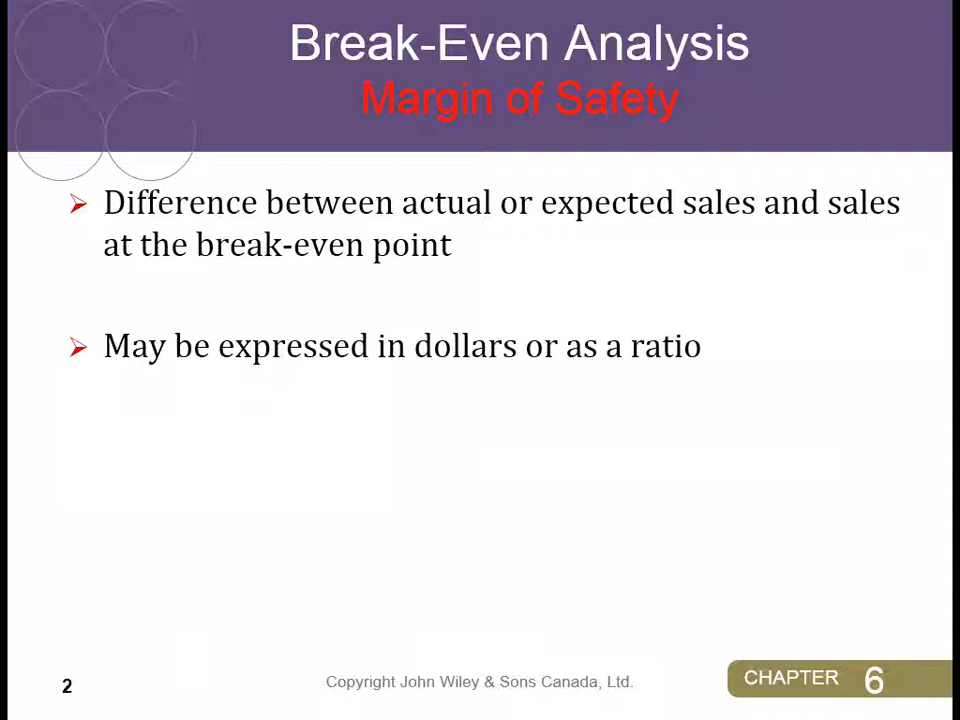 Break-Even Analysis
Margin of Safety
Difference between actual or expected sales and sales
at the break-even point
May be expressed in dollars or as a ratio
2
Copyright John Wiley & Sons Canada, Ltd.
CHAPTER 6